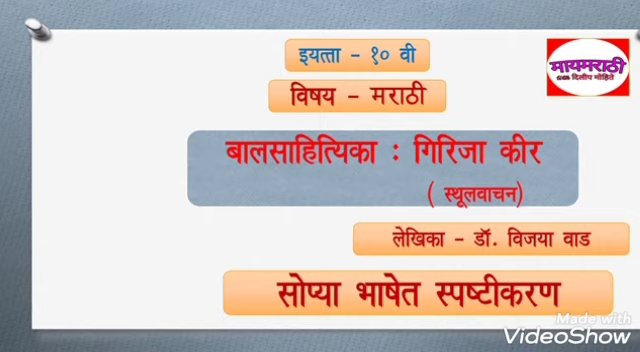 इयत्ता - १० वी
मायमराठी
दिलीप मोहिते
विषय - मराठी
बालसाहित्यिका : गिरिजा कीर
( स्थूलवाचन)
लेखिका - डॉ. विजया वाड
सोप्या भाषेत स्पष्टीकरण
Made with
VideoShow